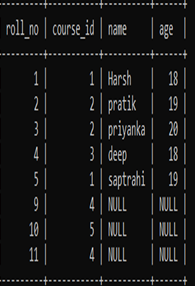 roll_no | course_id | name | age
1 | 1 | Harsh | 18
2 | 2 | pratik | 19
3 | 2 | priyanka | 20
4 | 3 | deep | 18
5 | 1 | saptrahi | 19
9 | 4 | NULL | NULL
10 | 5 | NULL | NULL
11 | 4 | NULL | NULL